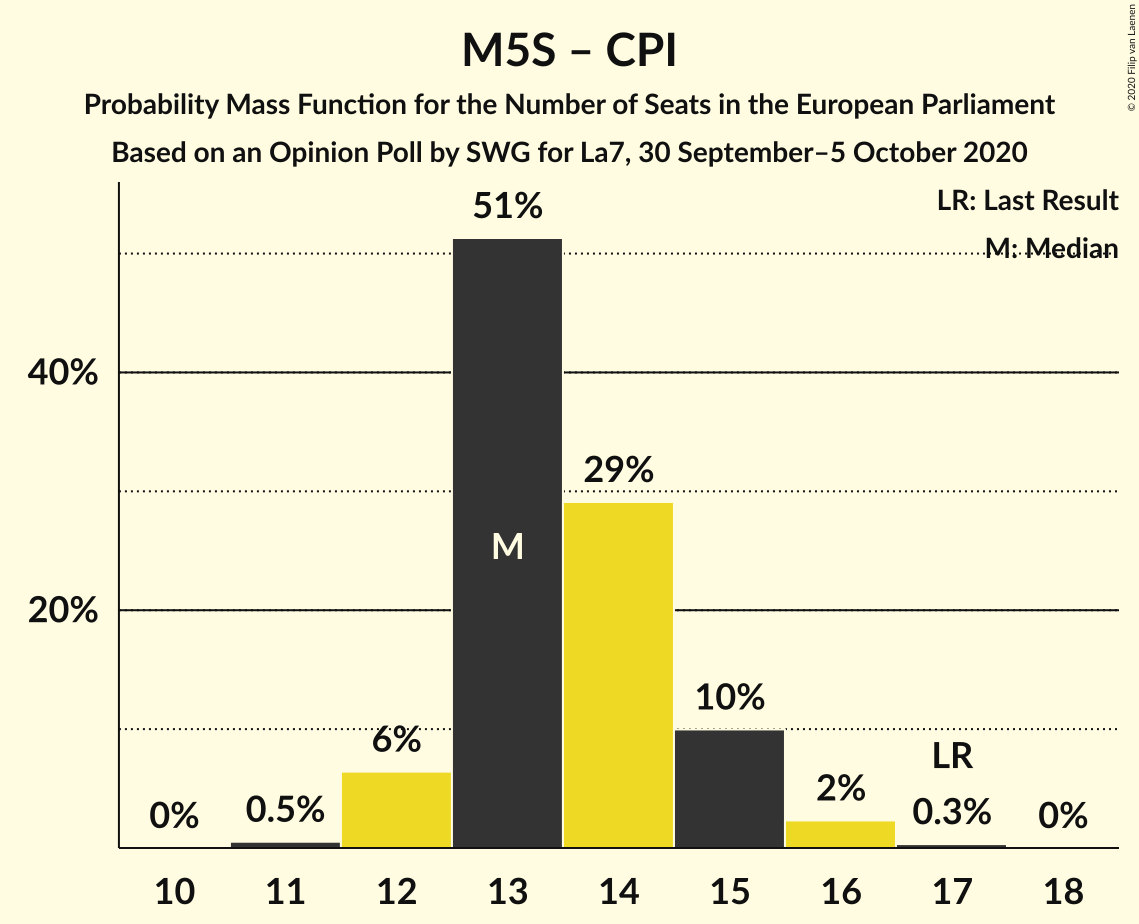 M5S – CPI
Probability Mass Function for the Number of Seats in the European Parliament
Based on an Opinion Poll by SWG for La7, 30 September–5 October 2020
© 2020 Filip van Laenen
LR: Last Result
M: Median
51%
40%
29%
M
20%
10%
6%
LR
2%
0.3%
0.5%
0%
0%
10 11 12 13 14 15 16 17 18